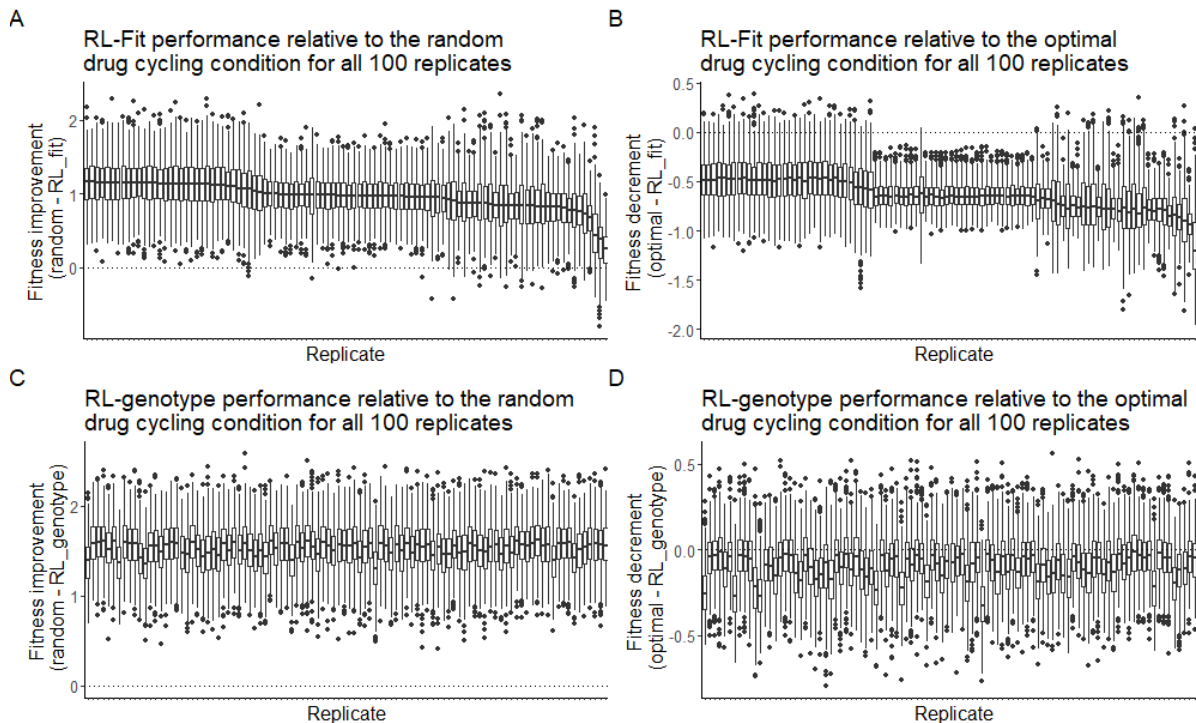 A
RL-Fit performance relative to the random
drug cycling condition for all 100 replicates
Fitness improvement
(random - RL_fit)
2
1
0
Replicate
B
RL-Fit performance relative to the optimal
drug cycling condition for all 100 replicates
Fitness decrement
(optimal - RL_fit)
0.5
0.0
-0.5
-1.0
-1.5
-2.0
Replicate
C
RL-genotype performance relative to the random
drug cycling condition for all 100 replicates
Fitness improvement
(random - RL_genotype)
2
1
0
Replicate
D
RL-genotype performance relative to the optimal
drug cycling condition for all 100 replicates
Fitness decrement
(optimal - RL_genotype)
0.5
0.0
-0.5
Replicate